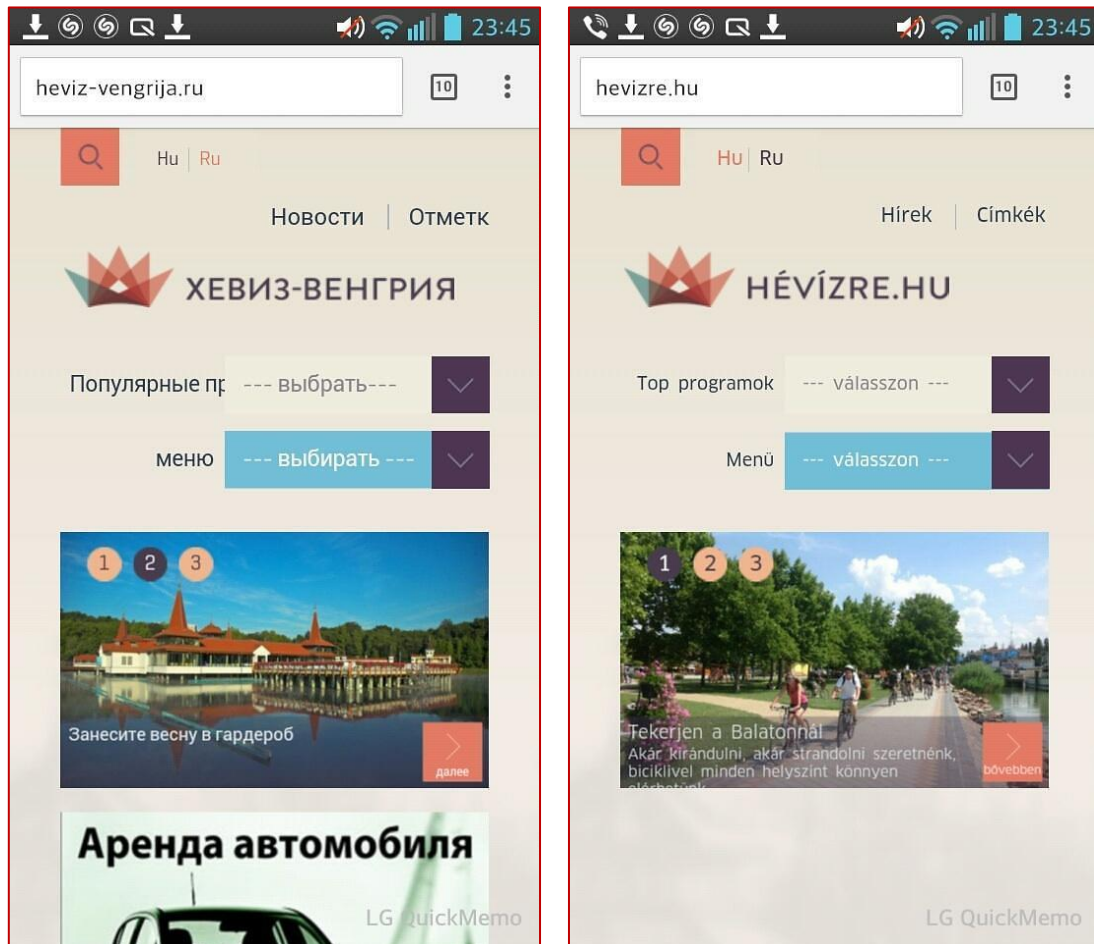 23:45
heviz-vengrija.ru
10
Hu Ru
Новости Отметк
ХЕВИЗ-ВЕНГРИЯ
Популярные пр --- выбрать---
меню --- выбирать ---
1 2 3
Занесите весну в гардероб
далее
Аренда автомобиля
LG QuickMemo
23:45
hevizre.hu
10
Hu Ru
Hírek Címkék
HÉVÍZRE.HU
Top programok --- válasszon ---
Menü --- válasszon ---
1 2 3
Tekerjen a Balatonnál
Akár kirándulni, akár strandolni szeretnénk,
biciklivel minden helyszínt könnyen
elérhetünk
bővebben
LG QuickMemo